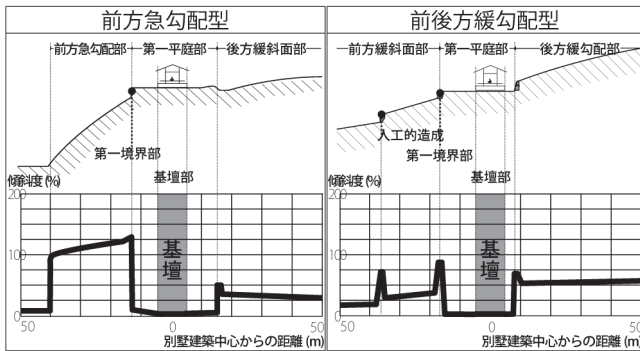 前方急勾配型
前方急勾配部
第一平庭部
後方緩斜面部
第一境界部
基壇部
傾斜度(%)
200
100
0
基壇
50
0
50
別墅建築中心からの距離(m)
前後方緩勾配型
前方緩斜面部
第一平庭部
後方緩勾配部
人工的造成
第一境界部
基壇部
傾斜度(%)
200
100
0
基壇
50
0
50
別墅建築中心からの距離(m)